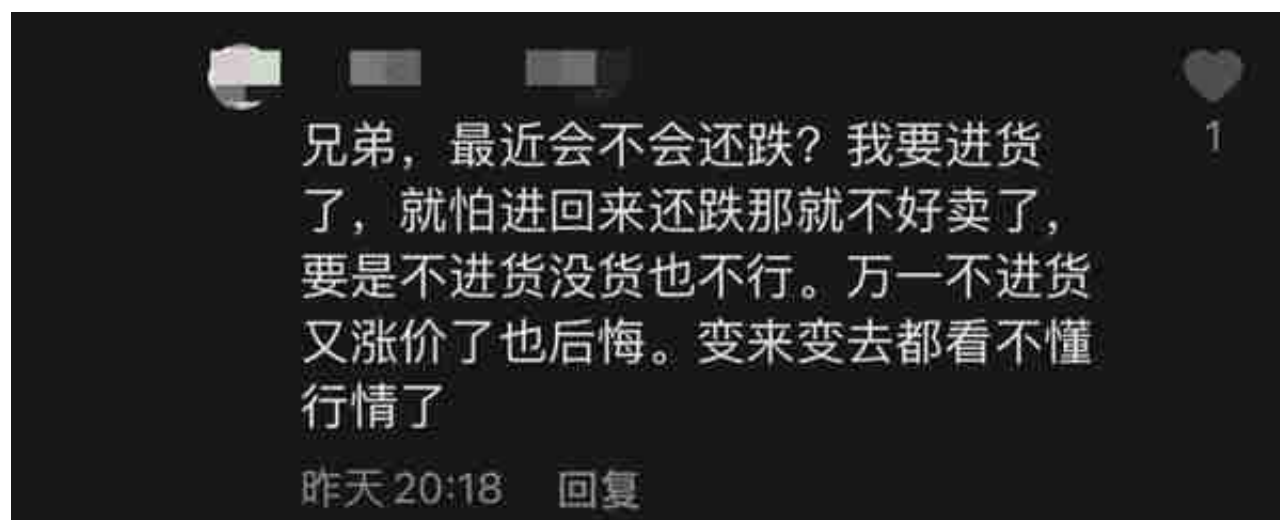 兄弟，最近会不会还跌？我要进货
了，就怕进回来还跌那就不好卖了，
要是不进货没货也不行。万一不进货
又涨价了也后悔。变来变去都看不懂
行情了
1
昨天20:18 回复